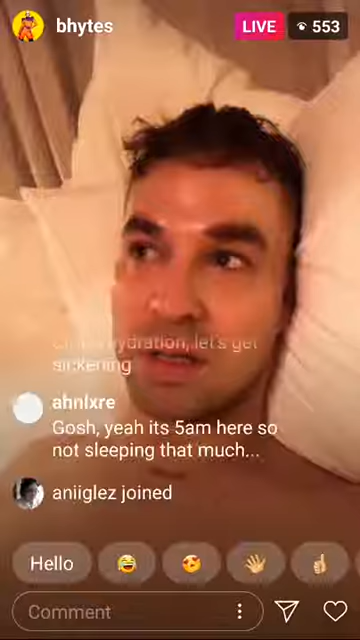 bhytes
LIVE
553
hydration, let's get
sickening
ahnlxre
Gosh, yeah its 5am here so
not sleeping that much...
aniiglez joined
Hello
Comment